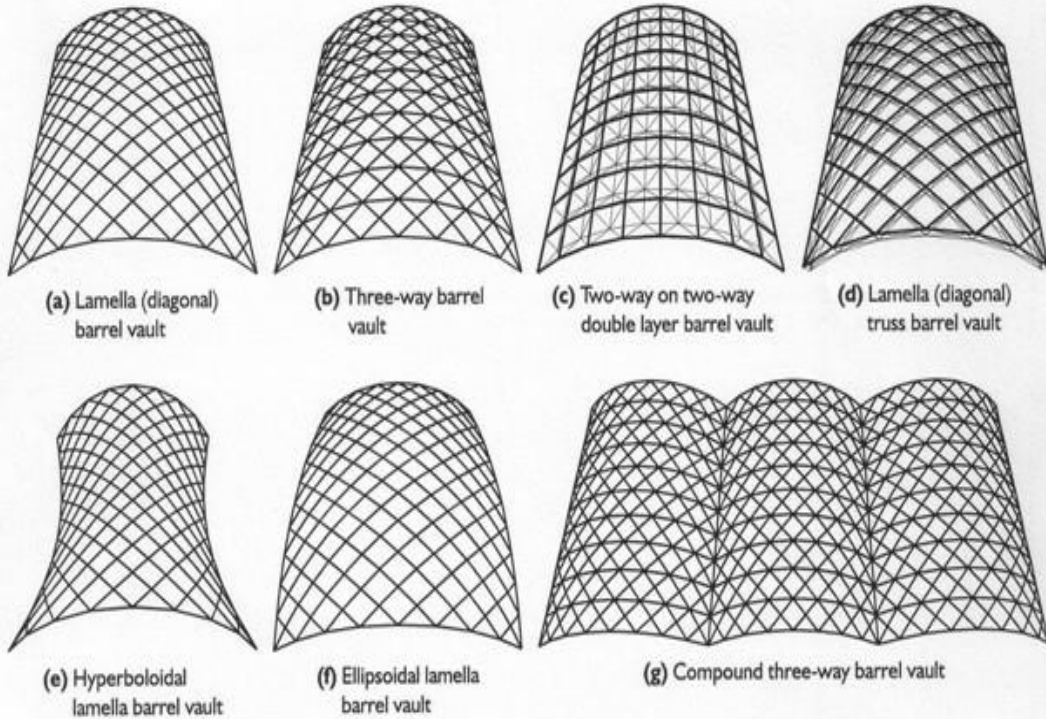 (a) Lamella (diagonal)
barrel vault
(b) Three-way barrel
vault
(c) Two-way on two-way
double layer barrel vault
(d) Lamella (diagonal)
truss barrel vault
(e) Hyperboloidal
lamella barrel vault
(f) Ellipsoidal lamella
barrel vault
(g) Compound three-way barrel vault